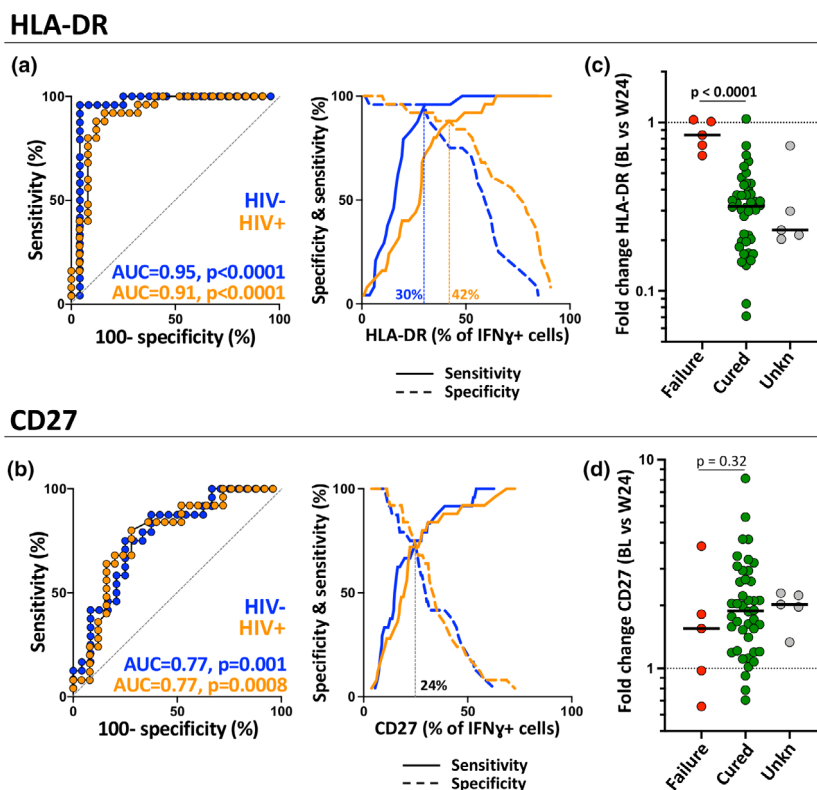 HLA-DR
(a)
100
50
0
Sensitivity (%)
HIV-
HIV+
AUC=0.95, p<0.0001
AUC=0.91, p<0.0001
0 50 100
100- specificity (%)
100
50
0
Specificity & sensitivity (%)
30% 42%
0 50 100
HLA-DR (% of IFNɣ+ cells)
Sensitivity
Specificity
(c)
p < 0.0001
1
0.1
Fold change HLA-DR (BL vs W24)
Failure Cured Unkn
CD27
(b)
100
50
0
Sensitivity (%)
HIV-
HIV+
AUC=0.77, p=0.001
AUC=0.77, p=0.0008
0 50 100
100- specificity (%)
100
50
0
Specificity & sensitivity (%)
24%
0 50 100
CD27 (% of IFNɣ+ cells)
Sensitivity
Specificity
(d)
10
p = 0.32
1
Fold change CD27 (BL vs W24)
Failure Cured Unkn